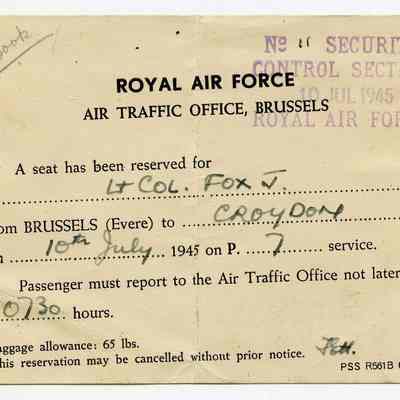 book
No 11 SECURIT
CONTROL SECT
10 JUL 1945
ROYAL AIR FOR
ROYAL AIR FORCE
AIR TRAFFIC OFFICE, BRUSSELS
A seat has been reserved for
Lt COL. FOX J.
om BRUSSELS (Evere) to CROYDON
n 10th July 1945 on P. 7 service.
Passenger must report to the Air Traffic Office not later
0730 hours.
aggage allowance: 65 lbs.
his reservation may be cancelled without prior notice.
PSS R561B